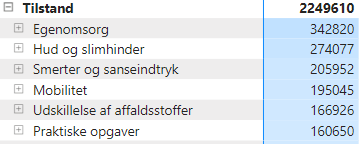 Tilstand 2249610
Egenomsorg 342820
Hud og slimhinder 274077
Smerter og sanseindtryk 205952
Mobilitet 195045
Udskillelse af affaldsstoffer 166926
Praktiske opgaver 160650